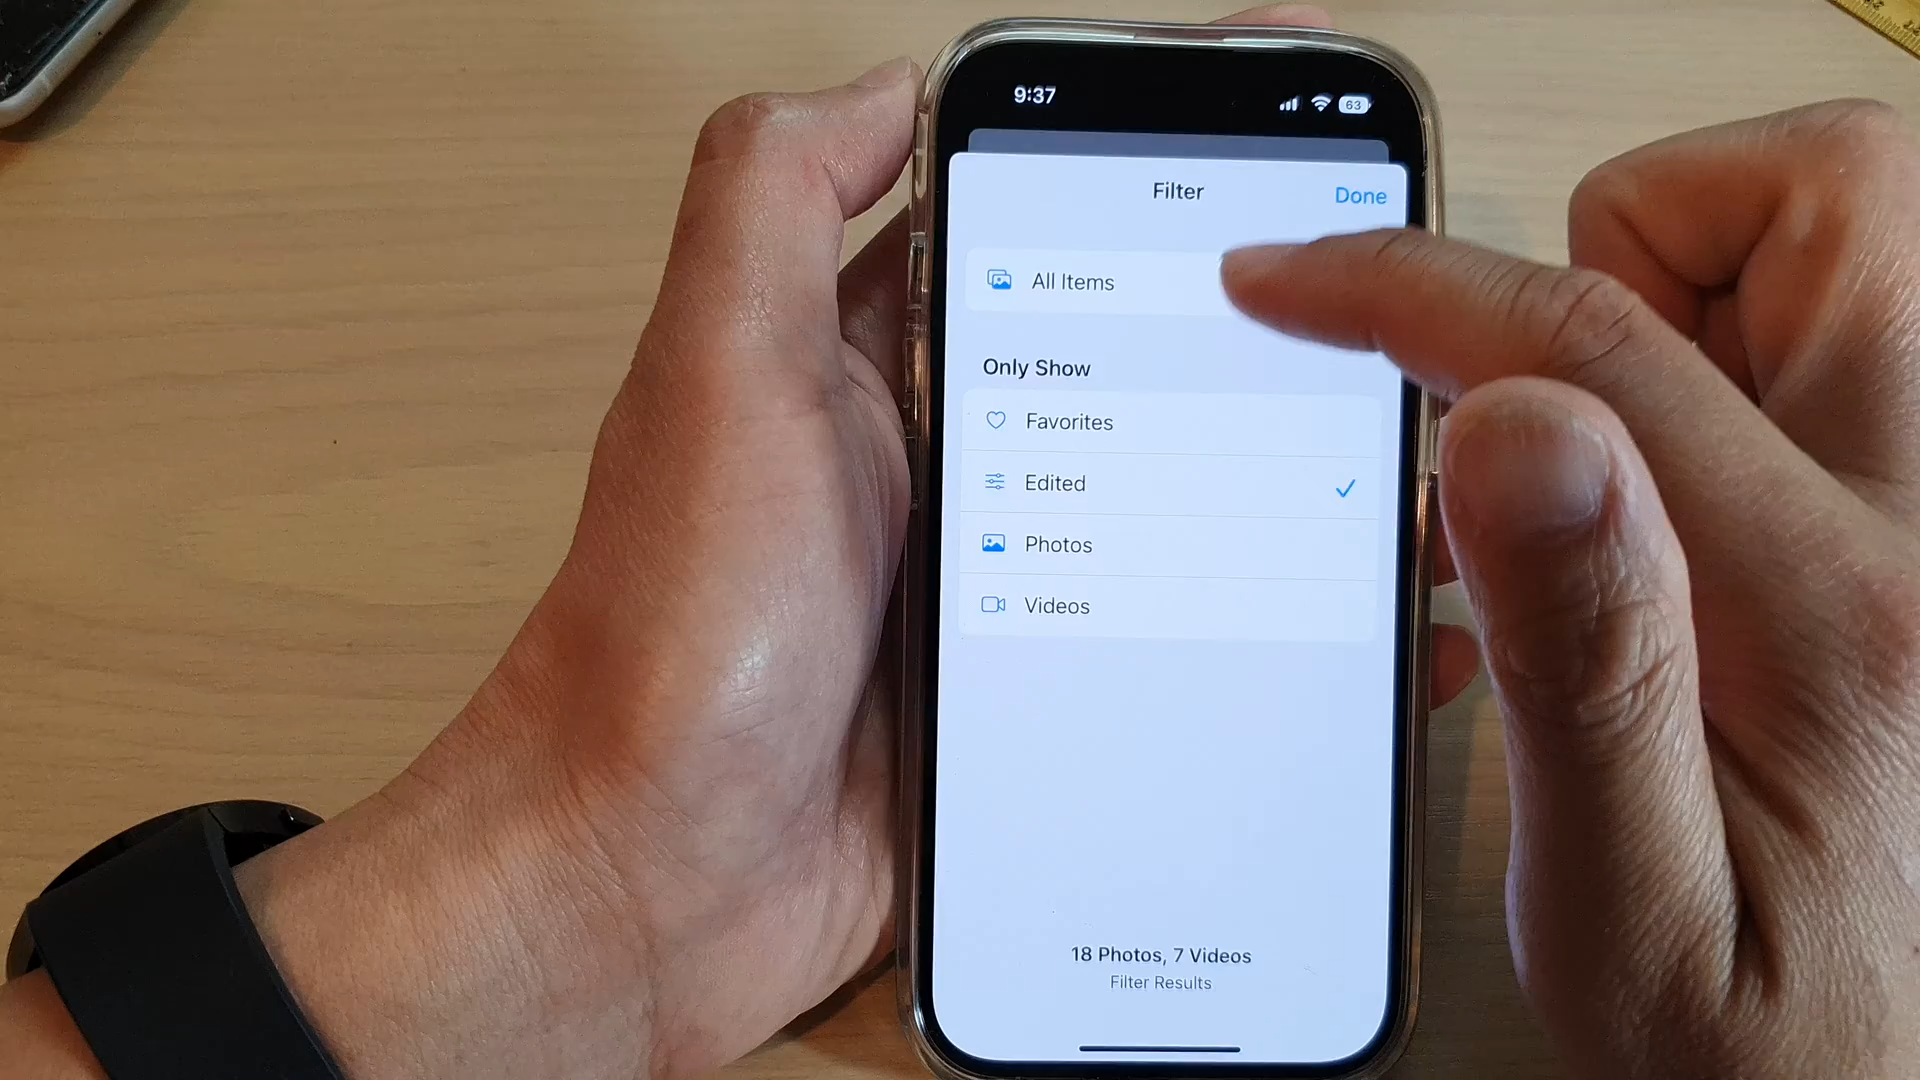 9:37
63
Filter
Done
All Items
Only Show
Favorites
Edited
Photos
Videos
18 Photos, 7 Videos
Filter Results